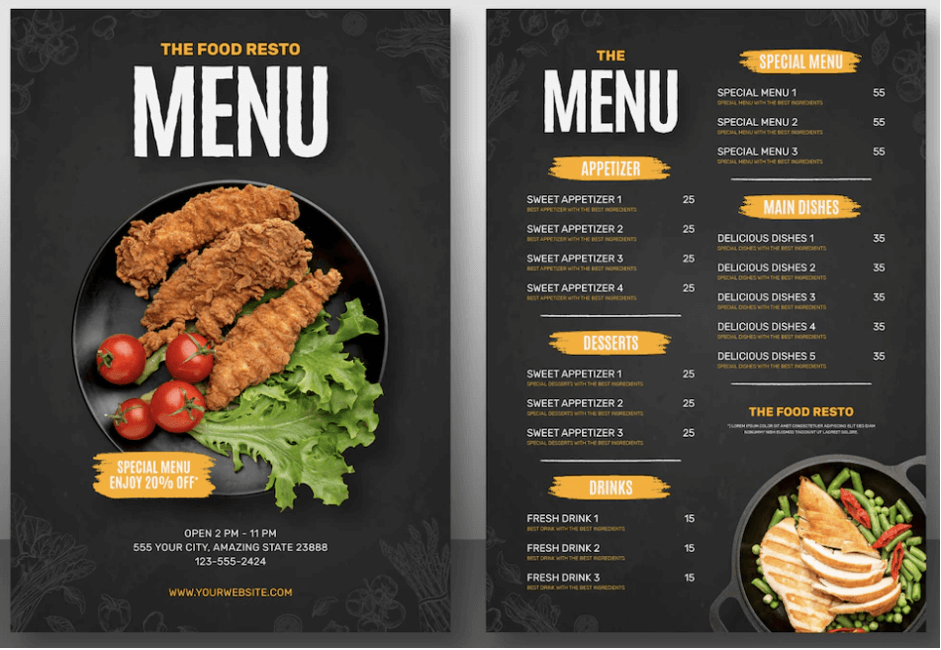 THE FOOD RESTO
MENU
SPECIAL MENU
ENJOY 20% OFF*
OPEN 2 PM - 11 PM
555 YOUR CITY, AMAZING STATE 23888
123-555-2424
WWW.YOURWEBSITE.COM
THE
MENU
APPETIZER
SWEET APPETIZER 1 25
BEST APPETIZER WITH THE BEST INGREDIENTS
SWEET APPETIZER 2 25
BEST APPETIZER WITH THE BEST INGREDIENTS
SWEET APPETIZER 3 25
BEST APPETIZER WITH THE BEST INGREDIENTS
SWEET APPETIZER 4 25
BEST APPETIZER WITH THE BEST INGREDIENTS
DESSERTS
SWEET APPETIZER 1 25
SPECIAL DESSERTS WITH THE BEST INGREDIENTS
SWEET APPETIZER 2 25
SPECIAL DESSERTS WITH THE BEST INGREDIENTS
SWEET APPETIZER 3 25
SPECIAL DESSERTS WITH THE BEST INGREDIENTS
DRINKS
FRESH DRINK 1 15
BEST DRINK WITH THE BEST INGREDIENTS
FRESH DRINK 2 15
BEST DRINK WITH THE BEST INGREDIENTS
FRESH DRINK 3 15
BEST DRINK WITH THE BEST INGREDIENTS
SPECIAL MENU
SPECIAL MENU 1 55
SPECIAL MENU WITH THE BEST INGREDIENTS
SPECIAL MENU 2 55
SPECIAL MENU WITH THE BEST INGREDIENTS
SPECIAL MENU 3 55
SPECIAL MENU WITH THE BEST INGREDIENTS
MAIN DISHES
DELICIOUS DISHES 1 35
SPECIAL DISHES WITH THE BEST INGREDIENTS
DELICIOUS DISHES 2 35
SPECIAL DISHES WITH THE BEST INGREDIENTS
DELICIOUS DISHES 3 35
SPECIAL DISHES WITH THE BEST INGREDIENTS
DELICIOUS DISHES 4 35
SPECIAL DISHES WITH THE BEST INGREDIENTS
DELICIOUS DISHES 5 35
SPECIAL DISHES WITH THE BEST INGREDIENTS
THE FOOD RESTO
*) LOREM IPSUM DOLOR SIT AMET CONSECTETUER ADIPISCING ELIT SED DIAM
NONUMMY NIBH EUISMOD TINCIDUNT UT LAOREET DOLORE.